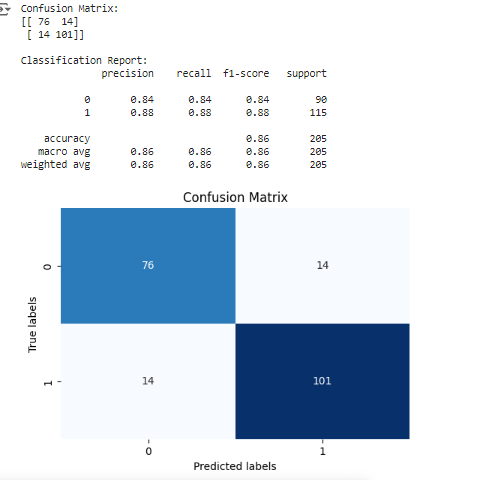 Confusion Matrix:
[[ 76  14]
 [ 14 101]]
Classification Report:
precision recall f1-score support
0 0.84 0.84 0.84 90
1 0.88 0.88 0.88 115
accuracy 0.86 205
macro avg 0.86 0.86 0.86 205
weighted avg 0.86 0.86 0.86 205
Confusion Matrix
0 76 14
True labels
1 14 101
0 1
Predicted labels